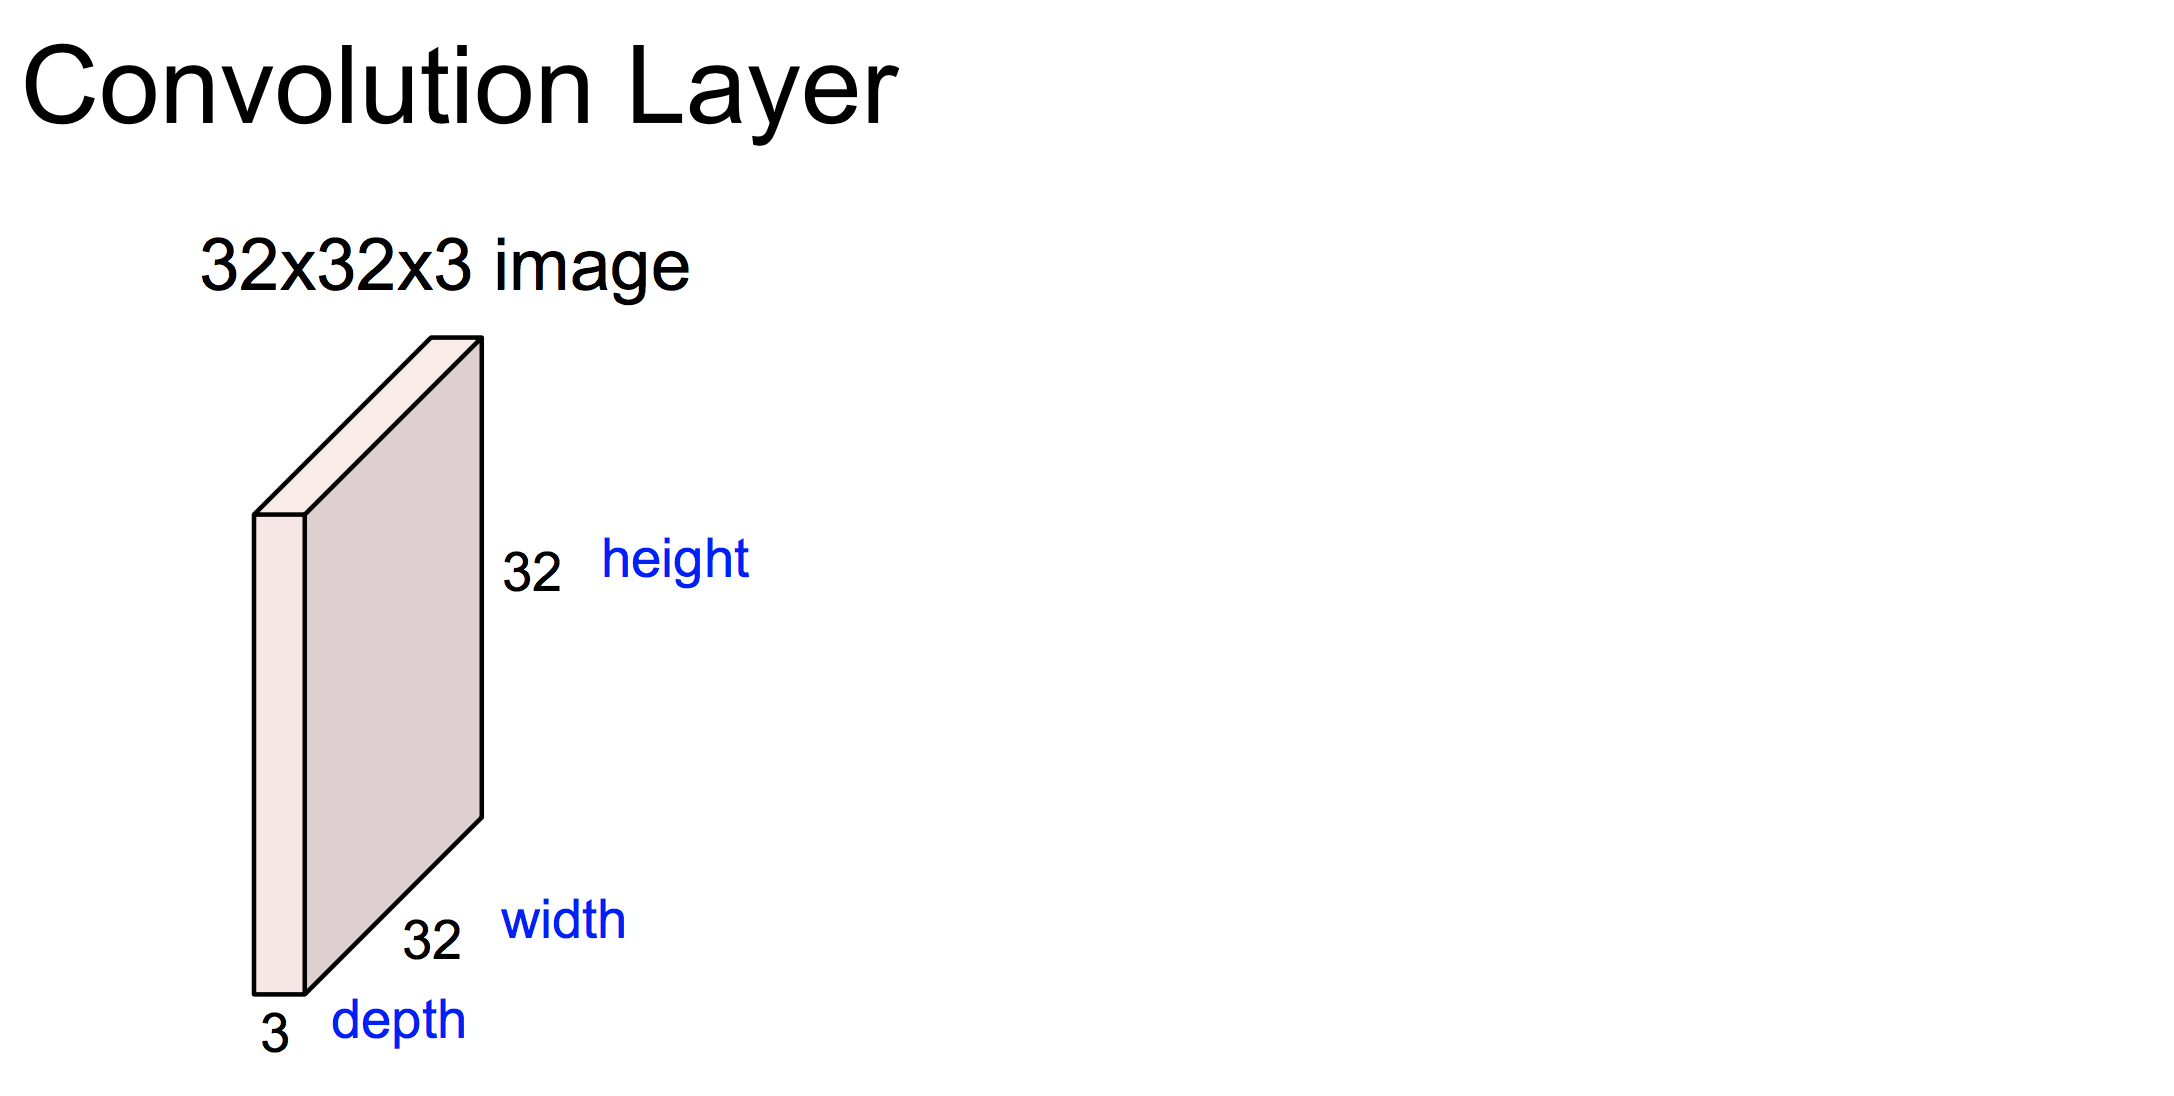 Convolution Layer
32x32x3 image
32 height
32 width
3 depth